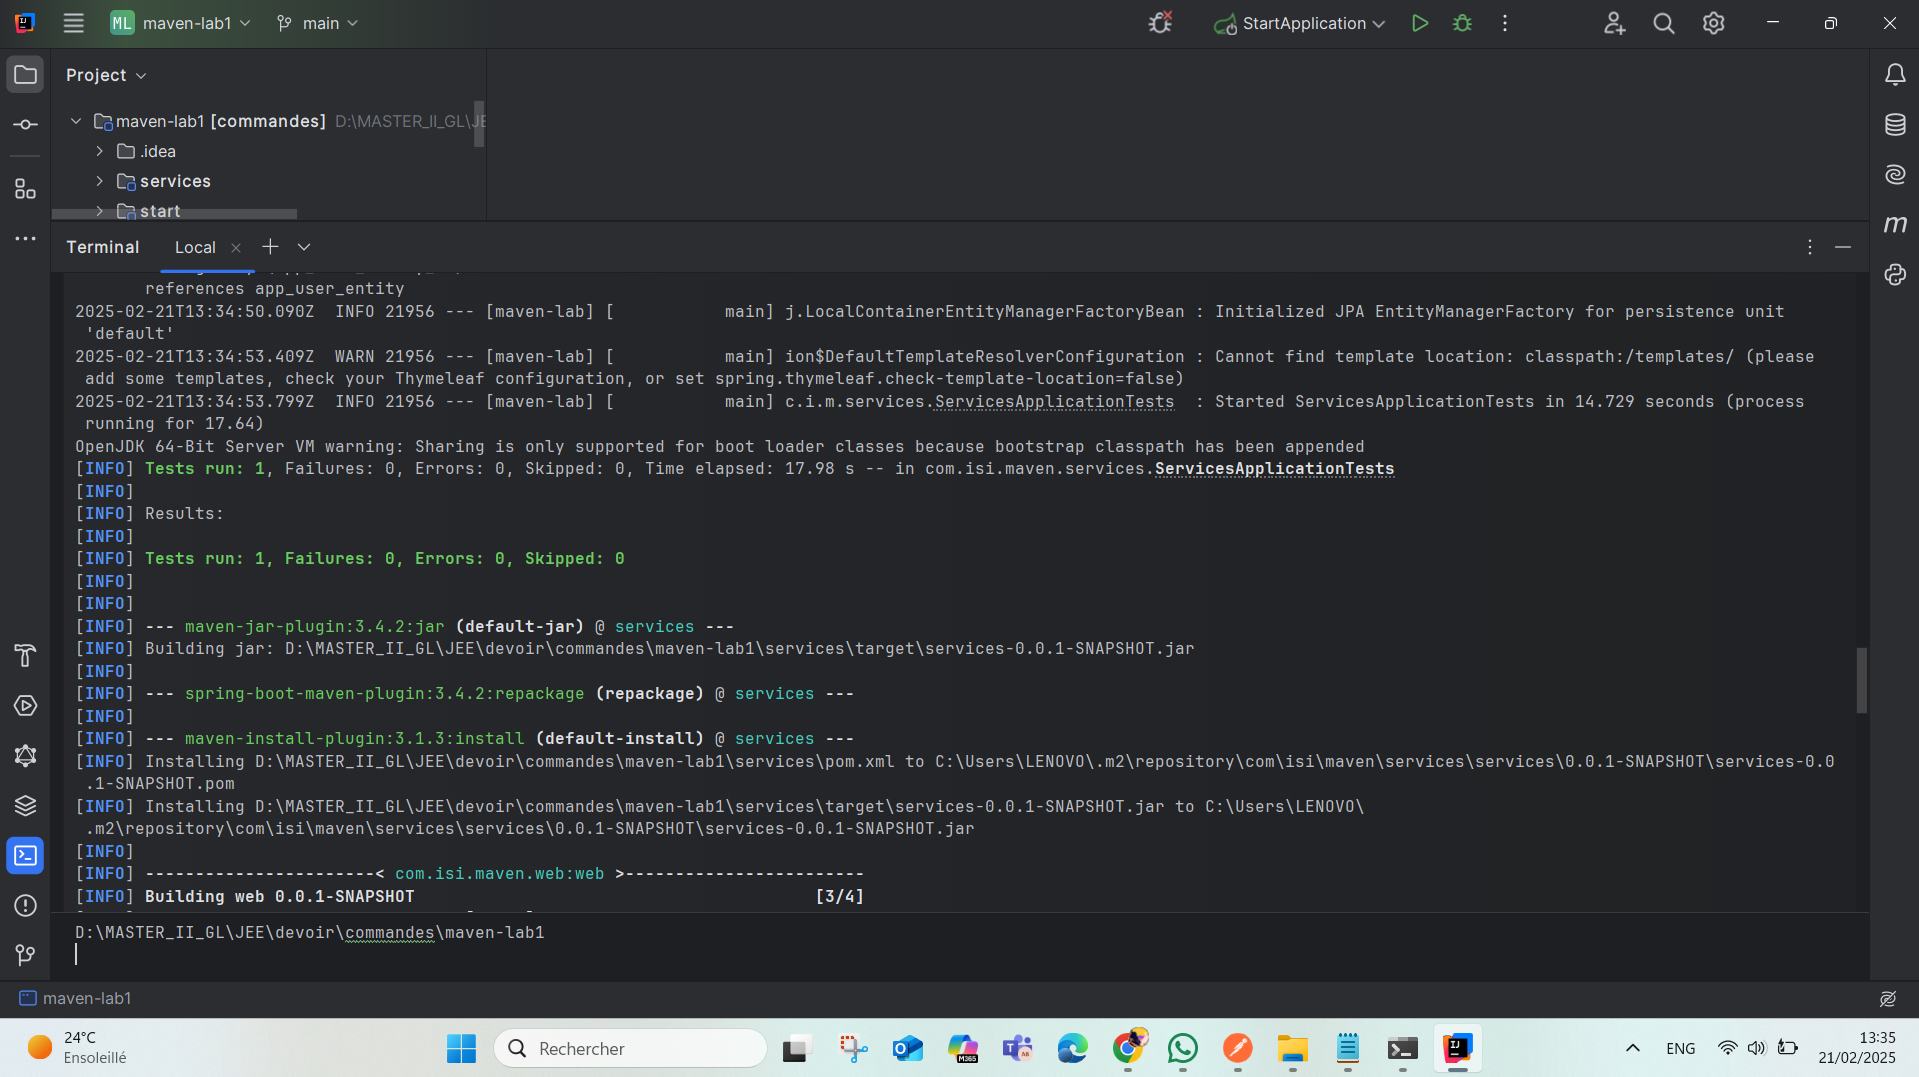 ML maven-lab1 main StartApplication
Project
maven-lab1 [commandes] D:\MASTER_II_GL\JE
.idea
services
start
Terminal Local
references app_user_entity
2025-02-21T13:34:50.090Z  INFO 21956 --- [maven-lab] [           main] j.LocalContainerEntityManagerFactoryBean : Initialized JPA EntityManagerFactory for persistence unit
'default'
2025-02-21T13:34:53.409Z  WARN 21956 --- [maven-lab] [           main] ion$DefaultTemplateResolverConfiguration : Cannot find template location: classpath:/templates/ (please
add some templates, check your Thymeleaf configuration, or set spring.thymeleaf.check-template-location=false)
2025-02-21T13:34:53.799Z  INFO 21956 --- [maven-lab] [           main] c.i.m.services.ServicesApplicationTests  : Started ServicesApplicationTests in 14.729 seconds (process
running for 17.64)
OpenJDK 64-Bit Server VM warning: Sharing is only supported for boot loader classes because bootstrap classpath has been appended
[INFO] Tests run: 1, Failures: 0, Errors: 0, Skipped: 0, Time elapsed: 17.98 s -- in com.isi.maven.services.ServicesApplicationTests
[INFO]
[INFO] Results:
[INFO]
[INFO] Tests run: 1, Failures: 0, Errors: 0, Skipped: 0
[INFO]
[INFO]
[INFO] --- maven-jar-plugin:3.4.2:jar (default-jar) @ services ---
[INFO] Building jar: D:\MASTER_II_GL\JEE\devoir\commandes\maven-lab1\services\target\services-0.0.1-SNAPSHOT.jar
[INFO]
[INFO] --- spring-boot-maven-plugin:3.4.2:repackage (repackage) @ services ---
[INFO]
[INFO] --- maven-install-plugin:3.1.3:install (default-install) @ services ---
[INFO] Installing D:\MASTER_II_GL\JEE\devoir\commandes\maven-lab1\services\pom.xml to C:\Users\LENOVO\.m2\repository\com\isi\maven\services\services\0.0.1-SNAPSHOT\services-0.0
.1-SNAPSHOT.pom
[INFO] Installing D:\MASTER_II_GL\JEE\devoir\commandes\maven-lab1\services\target\services-0.0.1-SNAPSHOT.jar to C:\Users\LENOVO\
.m2\repository\com\isi\maven\services\services\0.0.1-SNAPSHOT\services-0.0.1-SNAPSHOT.jar
[INFO]
[INFO] -----------------------< com.isi.maven.web:web >------------------------
[INFO] Building web 0.0.1-SNAPSHOT                                        [3/4]
D:\MASTER_II_GL\JEE\devoir\commandes\maven-lab1
maven-lab1
24°C
Ensoleillé
Rechercher
ENG
13:35
21/02/2025